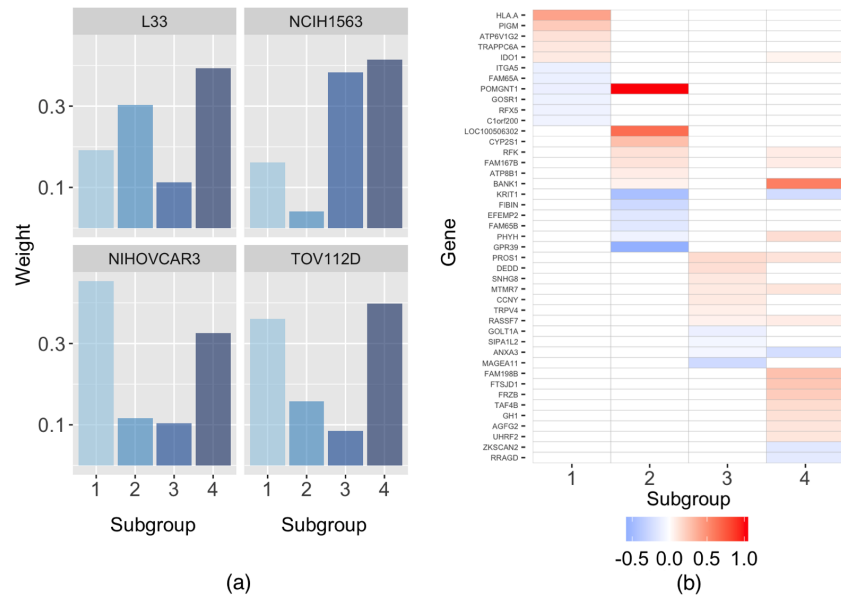 L33
NCIH1563
0.3
0.1
NIHOVCAR3
TOV112D
0.3
0.1
Weight
1 2 3 4
1 2 3 4
Subgroup
Subgroup
(a)
HLA.A
PIGM
ATP6V1G2
TRAPPC6A
IDO1
ITGA5
FAM65A
POMGNT1
GOSR1
RFX5
C1orf200
LOC100506302
CYP2S1
RFK
FAM167B
ATP8B1
BANK1
KRIT1
FIBIN
EFEMP2
FAM65B
PHYH
GPR39
PROS1
DEDD
SNHG8
MTMR7
CCNY
TRPV4
RASSF7
GOLT1A
SIPA1L2
ANXA3
MAGEA11
FAM198B
FTSJD1
FRZB
TAF4B
GH1
AGFG2
UHRF2
ZKSCAN2
RRAGD
Gene
1 2 3 4
Subgroup
-0.5 0.0 0.5 1.0
(b)